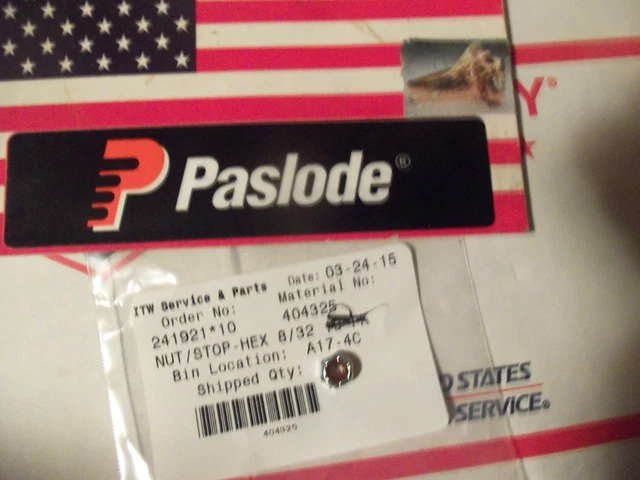 Y®
Paslode®
ITW Service & Parts
Date: 03-24-15
Order No:
Material No:
241921*10
404325
NUT/STOP-HEX 8/32
Bin Location: A17-4C
Shipped Qty:
404325
D STATES
SERVICE®